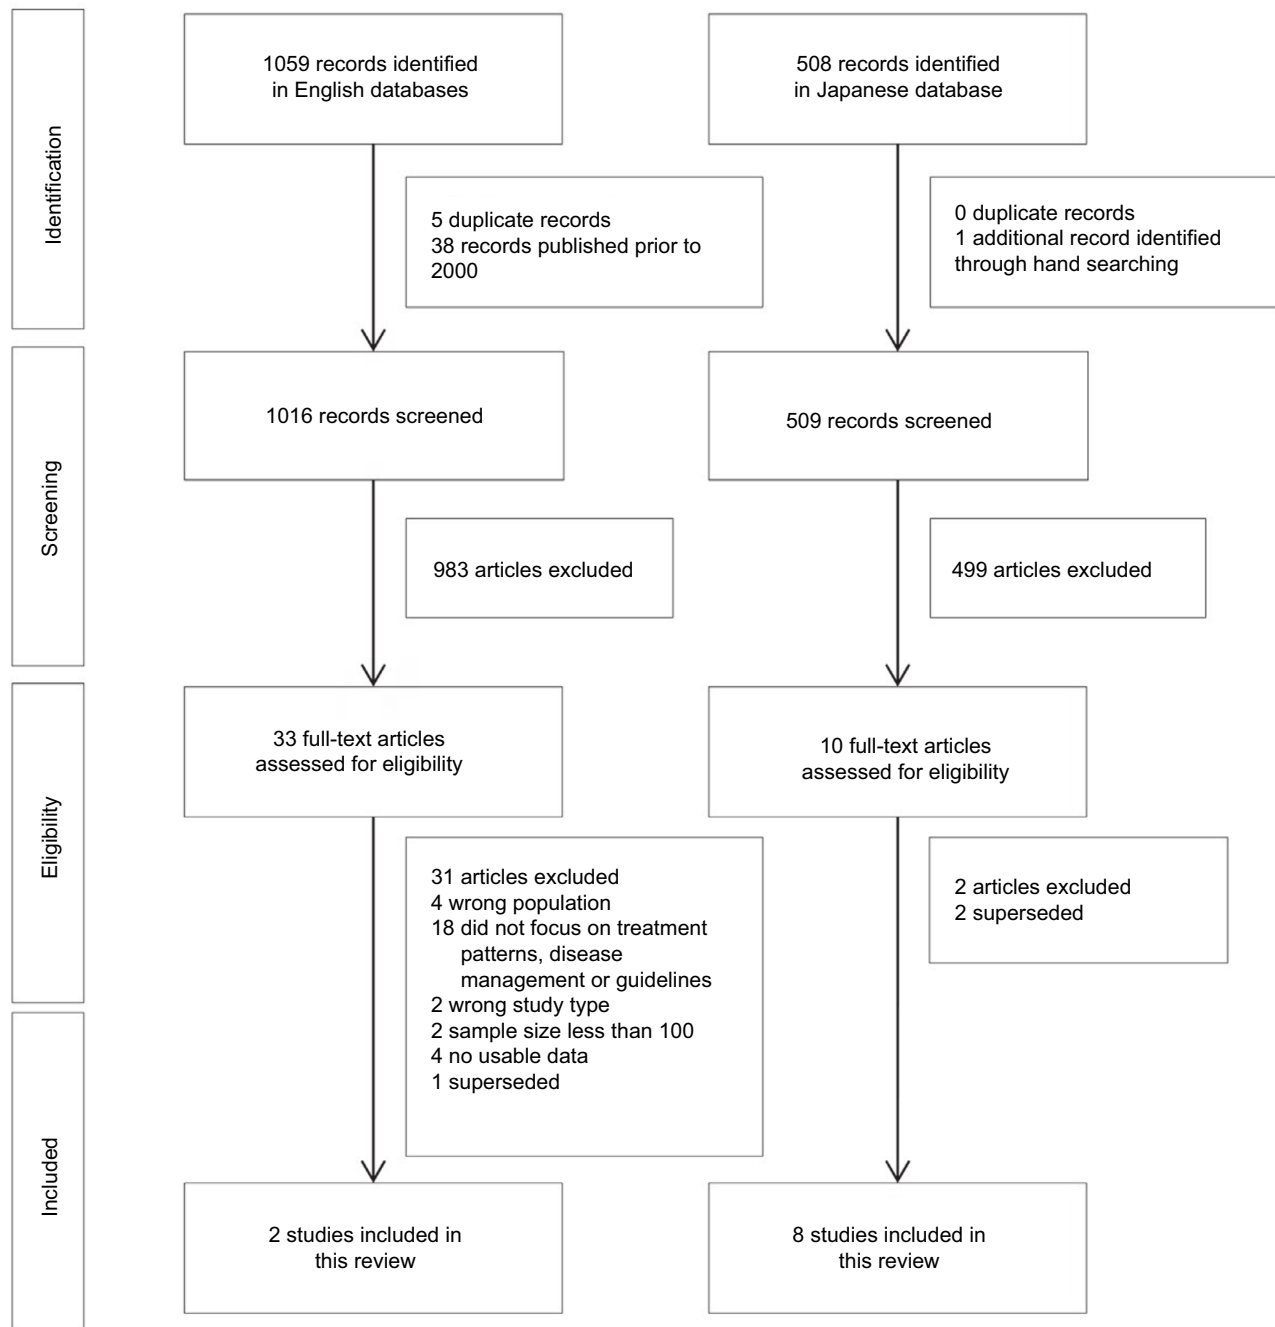 Identification
1059 records identified
in English databases
508 records identified
in Japanese database
5 duplicate records
38 records published prior to
2000
0 duplicate records
1 additional record identified
through hand searching
Screening
1016 records screened
509 records screened
983 articles excluded
499 articles excluded
Eligibility
33 full-text articles
assessed for eligibility
10 full-text articles
assessed for eligibility
31 articles excluded
4 wrong population
18 did not focus on treatment
patterns, disease
management or guidelines
2 wrong study type
2 sample size less than 100
4 no usable data
1 superseded
2 articles excluded
2 superseded
Included
2 studies included in
this review
8 studies included in
this review